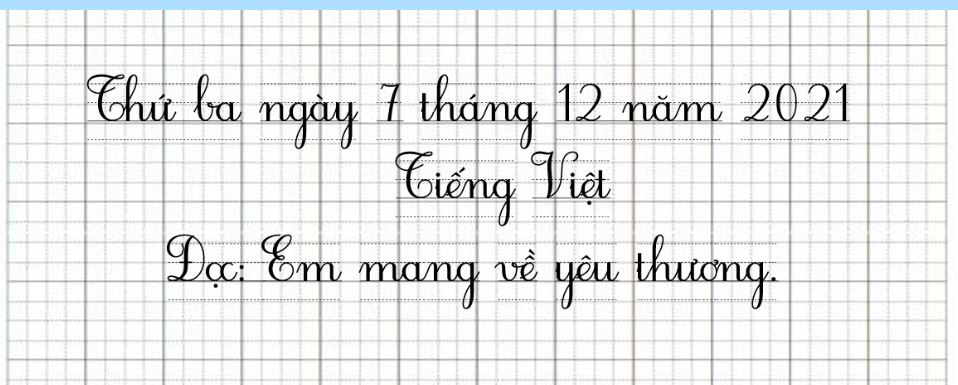 Thứ ba ngày 7 tháng 12 năm 2021
Tiếng Việt
Đọc: Em mang về yêu thương.